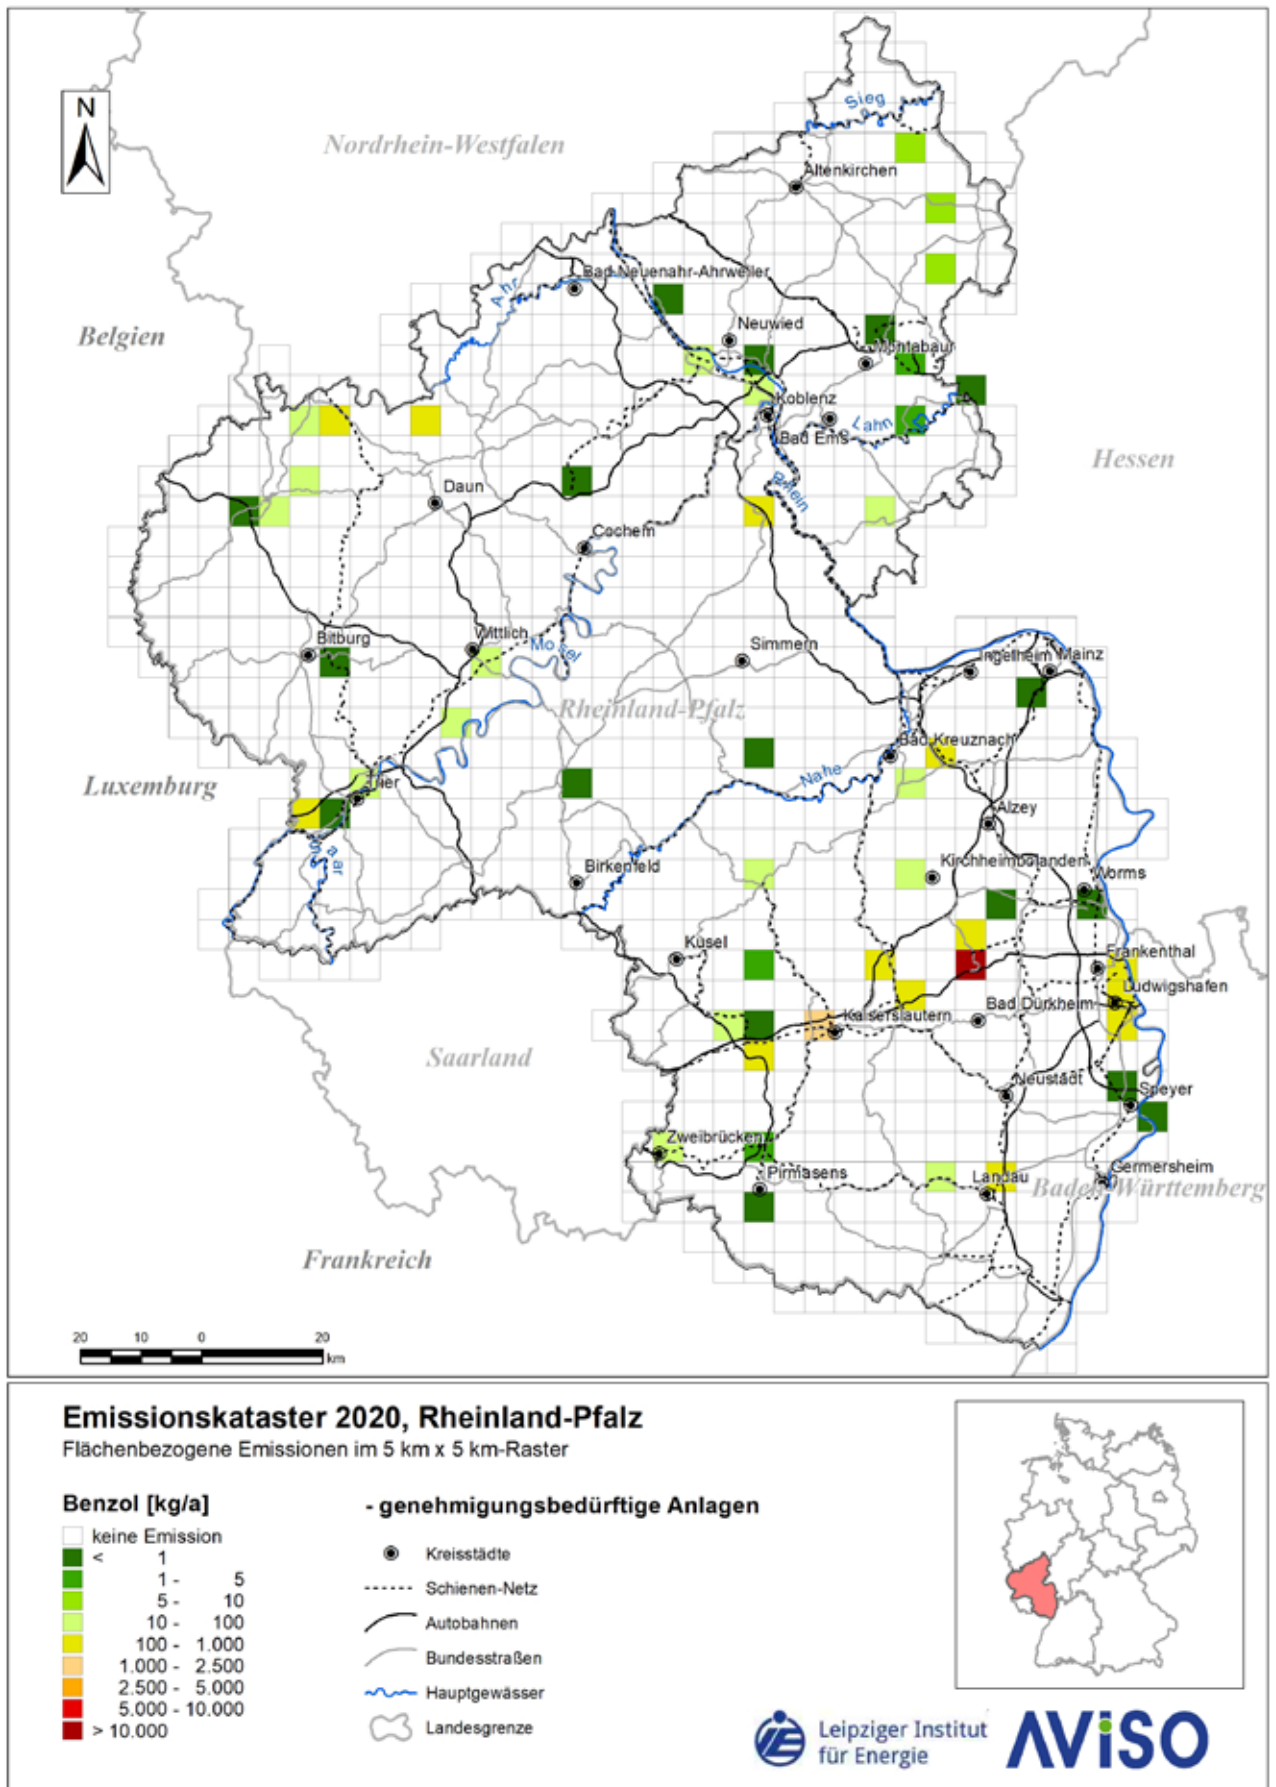 N
Nordrhein-Westfalen
Sieg
Altenkirchen
Bad Neuenahr-Ahrweiler
Ahr
Belgien
Neuwied
Montabaur
Koblenz
Bad Ems
Lahn
Hessen
Rhein
Daun
Cochem
Bitburg
Wittlich
Mosel
Simmern
Ingelheim
Mainz
Rheinland-Pfalz
Bad Kreuznach
Luxemburg
Trier
Nahe
Alzey
Saar
Birkenfeld
Kirchheimbolanden
Worms
Kusel
Frankenthal
Ludwigshafen
Bad Dürkheim
Kaiserslautern
Saarland
Neustadt
Speyer
Zweibrücken
Pirmasens
Landau
Germersheim
Baden-Württemberg
Frankreich
20 10 0 20
km
Emissionskataster 2020, Rheinland-Pfalz
Flächenbezogene Emissionen im 5 km x 5 km-Raster
Benzol [kg/a]
keine Emission
< 1
1 - 5
5 - 10
10 - 100
100 - 1.000
1.000 - 2.500
2.500 - 5.000
5.000 - 10.000
> 10.000
- genehmigungsbedürftige Anlagen
Kreisstädte
Schienen-Netz
Autobahnen
Bundesstraßen
Hauptgewässer
Landesgrenze
Leipziger Institut
für Energie
AViSO